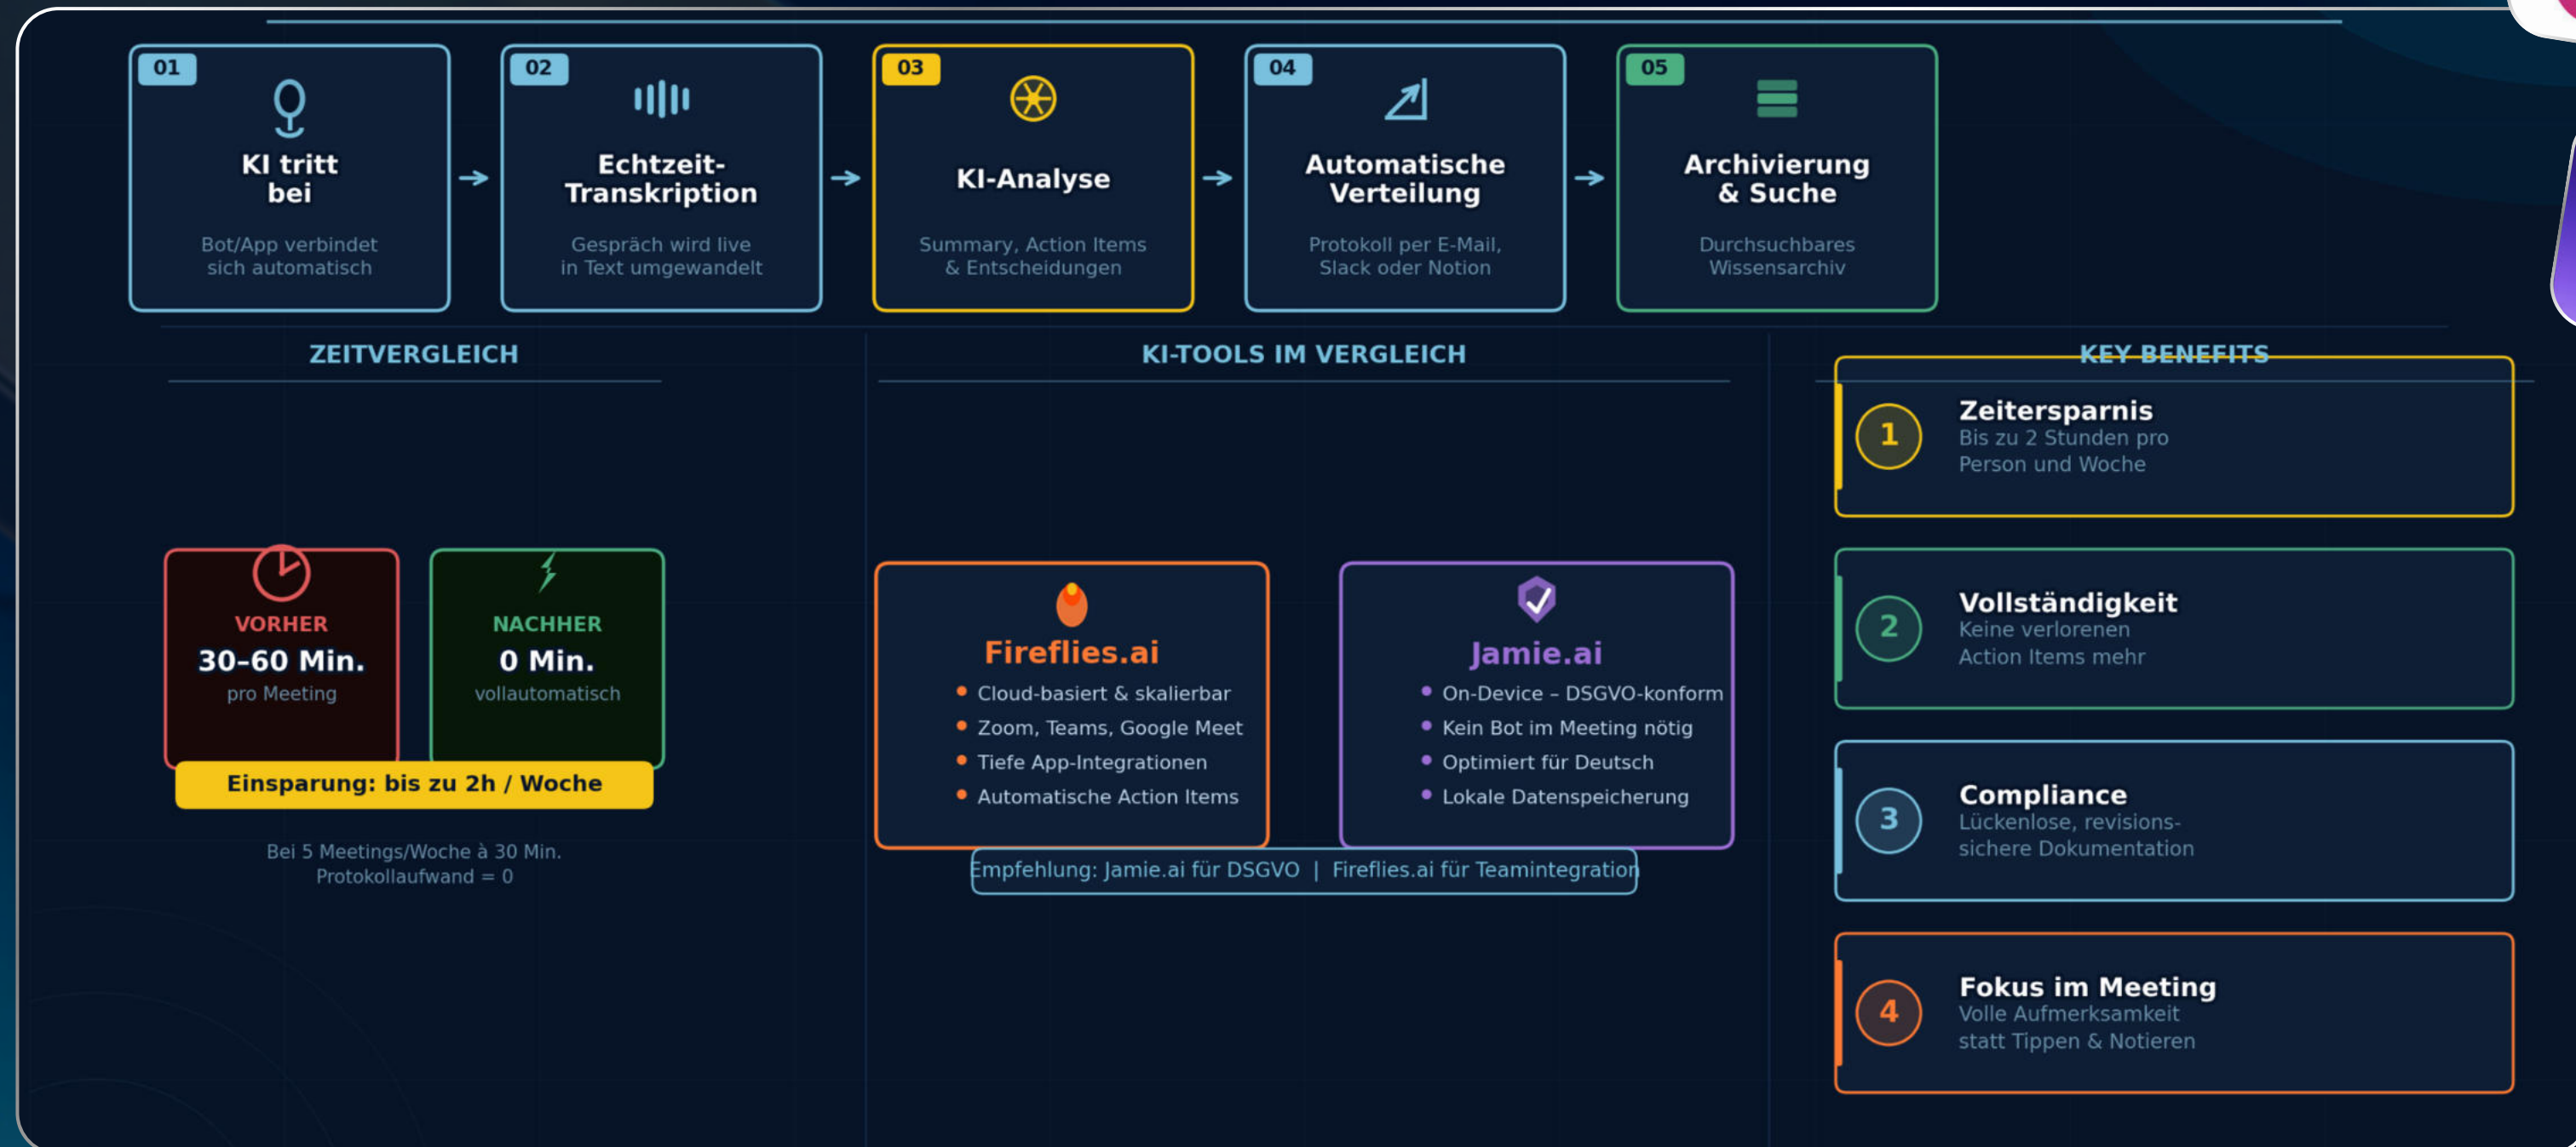 01
KI tritt
bei
Bot/App verbindet
sich automatisch
02
Echtzeit-
Transkription
Gespräch wird live
in Text umgewandelt
03
KI-Analyse
Summary, Action Items
& Entscheidungen
04
Automatische
Verteilung
Protokoll per E-Mail,
Slack oder Notion
05
Archivierung
& Suche
Durchsuchbares
Wissensarchiv
ZEITVERGLEICH
VORHER
30–60 Min.
pro Meeting
NACHHER
0 Min.
vollautomatisch
Einsparung: bis zu 2h / Woche
Bei 5 Meetings/Woche à 30 Min.
Protokollaufwand = 0
KI-TOOLS IM VERGLEICH
Fireflies.ai
• Cloud-basiert & skalierbar
• Zoom, Teams, Google Meet
• Tiefe App-Integrationen
• Automatische Action Items
Jamie.ai
• On-Device – DSGVO-konform
• Kein Bot im Meeting nötig
• Optimiert für Deutsch
• Lokale Datenspeicherung
Empfehlung: Jamie.ai für DSGVO | Fireflies.ai für Teamintegration
KEY BENEFITS
1
Zeitersparnis
Bis zu 2 Stunden pro
Person und Woche
2
Vollständigkeit
Keine verlorenen
Action Items mehr
3
Compliance
Lückenlose, revisions-
sichere Dokumentation
4
Fokus im Meeting
Volle Aufmerksamkeit
statt Tippen & Notieren